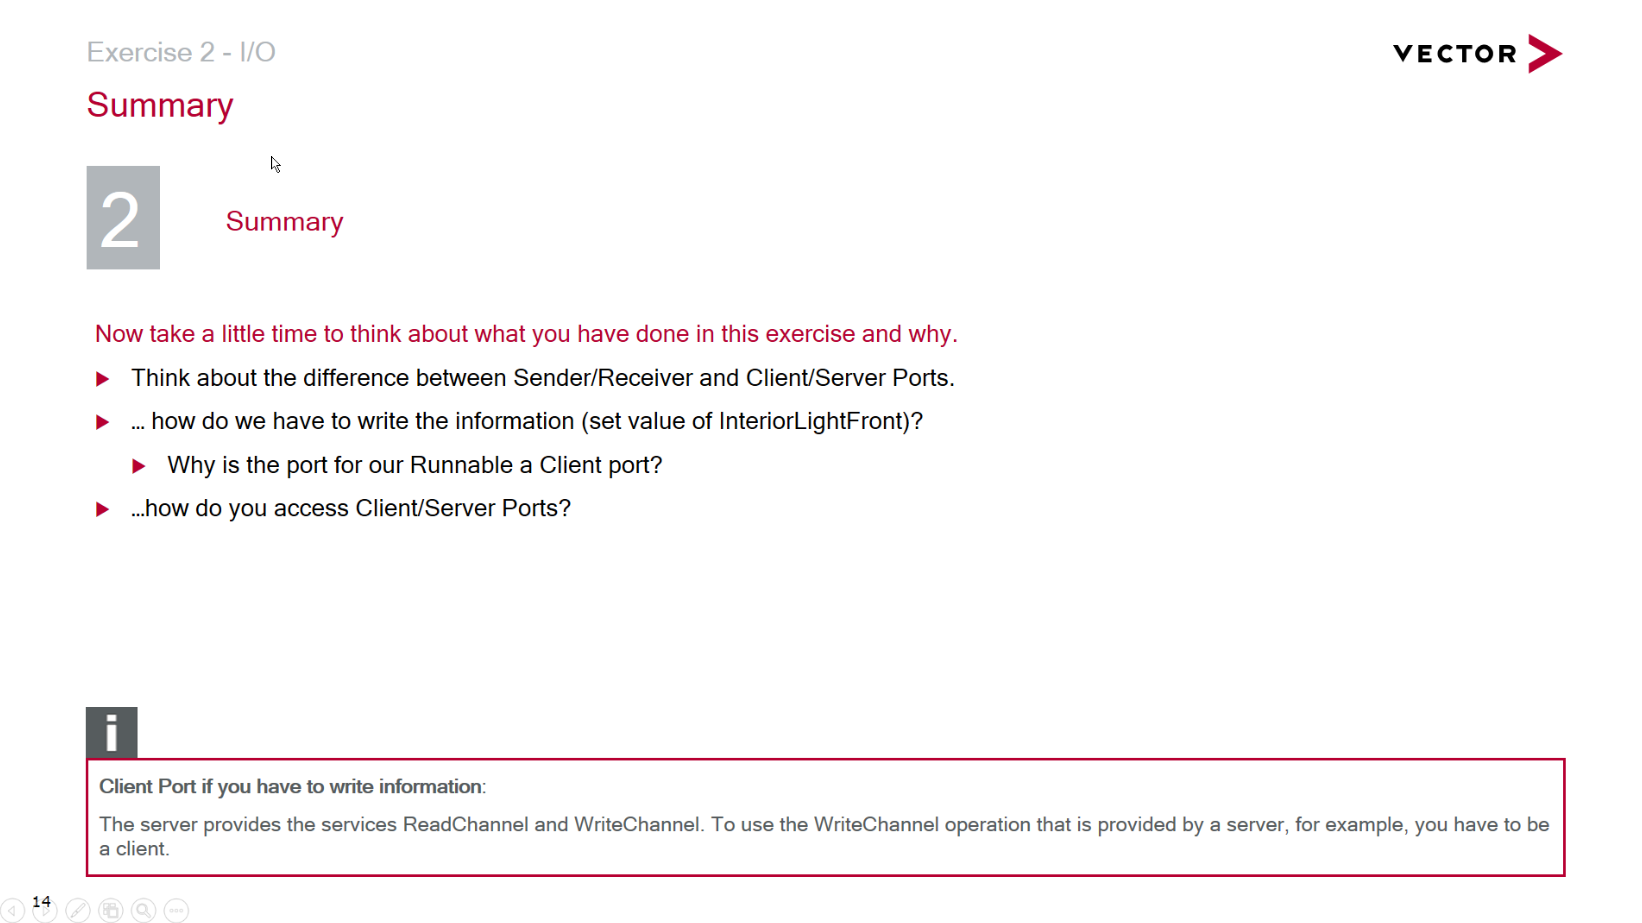 Exercise 2 - I/O
VECTOR
Summary
2
Summary
Now take a little time to think about what you have done in this exercise and why.
Think about the difference between Sender/Receiver and Client/Server Ports.
... how do we have to write the information (set value of InteriorLightFront)?
Why is the port for our Runnable a Client port?
...how do you access Client/Server Ports?
i
Client Port if you have to write information:
The server provides the services ReadChannel and WriteChannel. To use the WriteChannel operation that is provided by a server, for example, you have to be
a client.
14